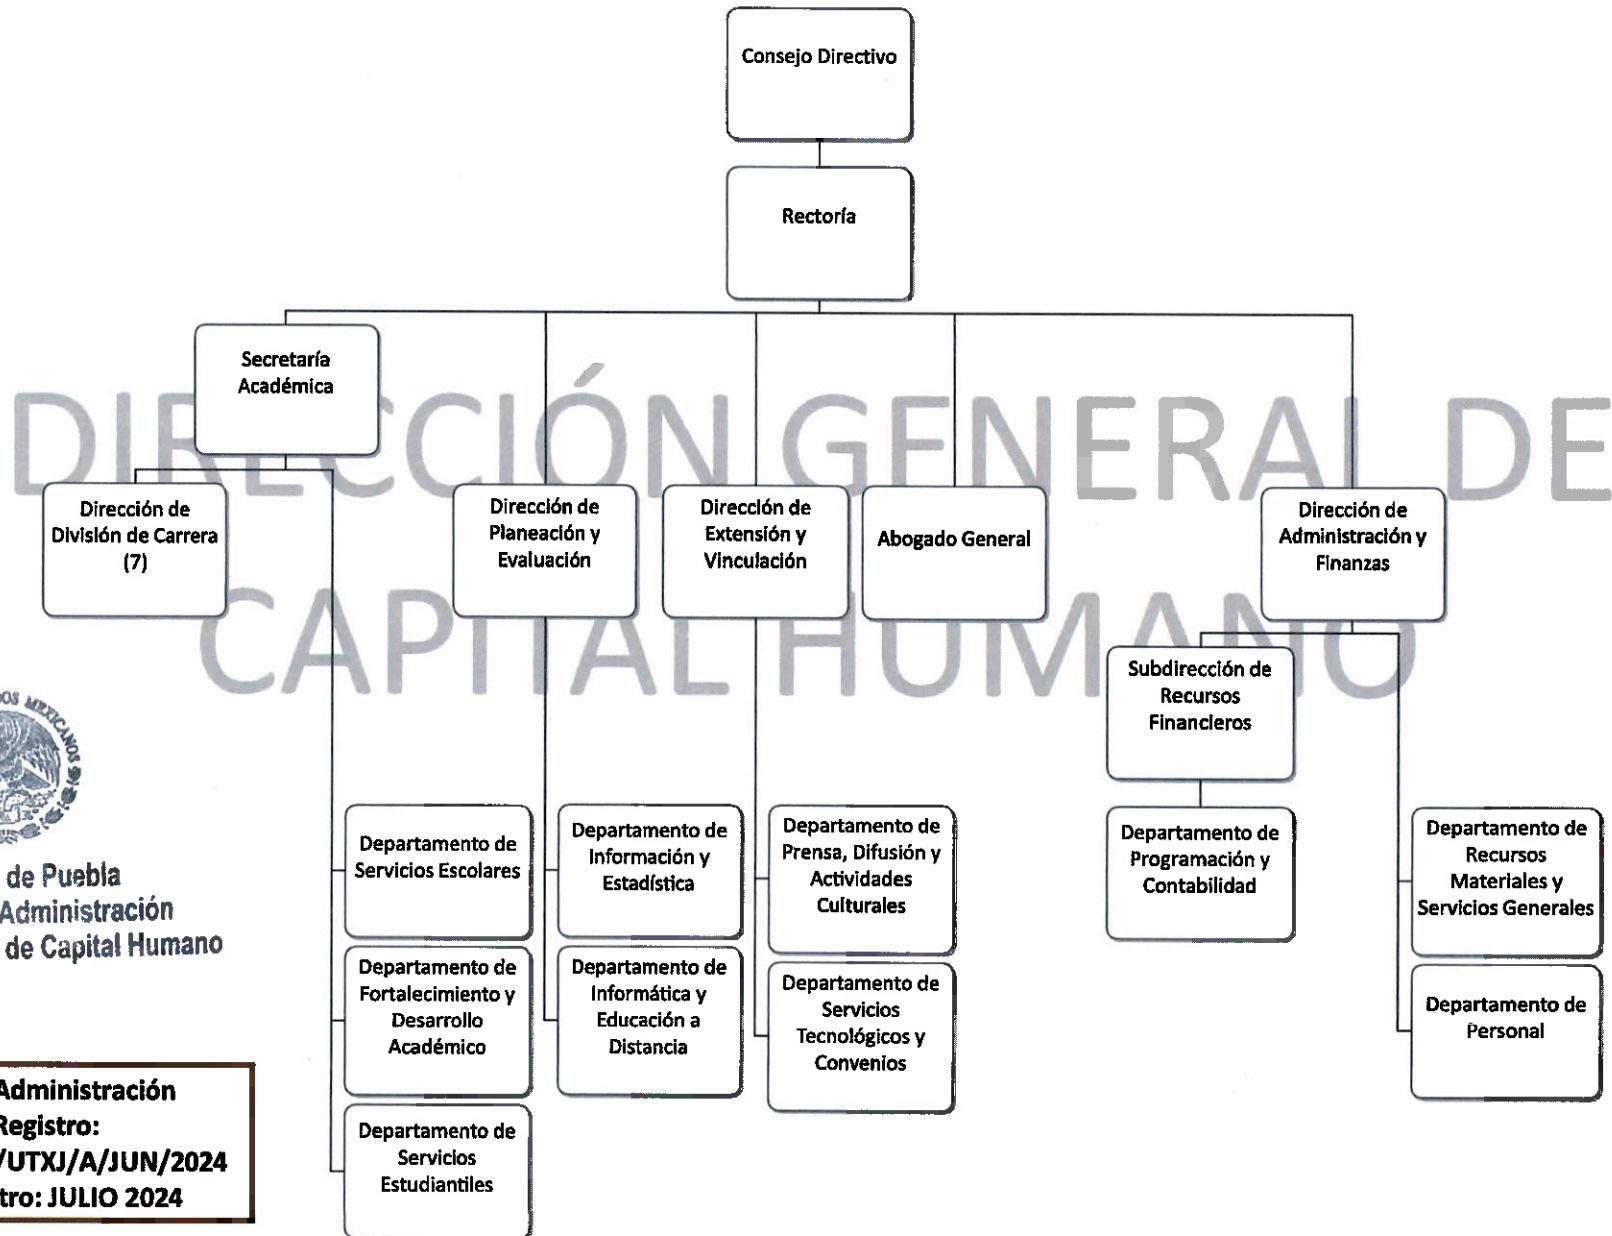 Consejo Directivo
Rectoría
Secretaría
Académica
DIRECCIÓN GENERAL DE
CAPITAL HUMANO
Dirección de
División de Carrera
(7)
Dirección de
Planeación y
Evaluación
Dirección de
Extensión y
Vinculación
Abogado General
Dirección de
Administración y
Finanzas
Subdirección de
Recursos
Financieros
Departamento de
Servicios Escolares
Departamento de
Información y
Estadística
Departamento de
Prensa, Difusión y
Actividades
Culturales
Departamento de
Programación y
Contabilidad
Departamento de
Recursos
Materiales y
Servicios Generales
Departamento de
Fortalecimiento y
Desarrollo
Académico
Departamento de
Informática y
Educación a
Distancia
Departamento de
Servicios
Tecnológicos y
Convenios
Departamento de
Personal
Departamento de
Servicios
Estudiantiles
MEXICANOS
de Puebla
Administración
de Capital Humano
Administración
Registro:
/UTXJ/A/JUN/2024
tro: JULIO 2024